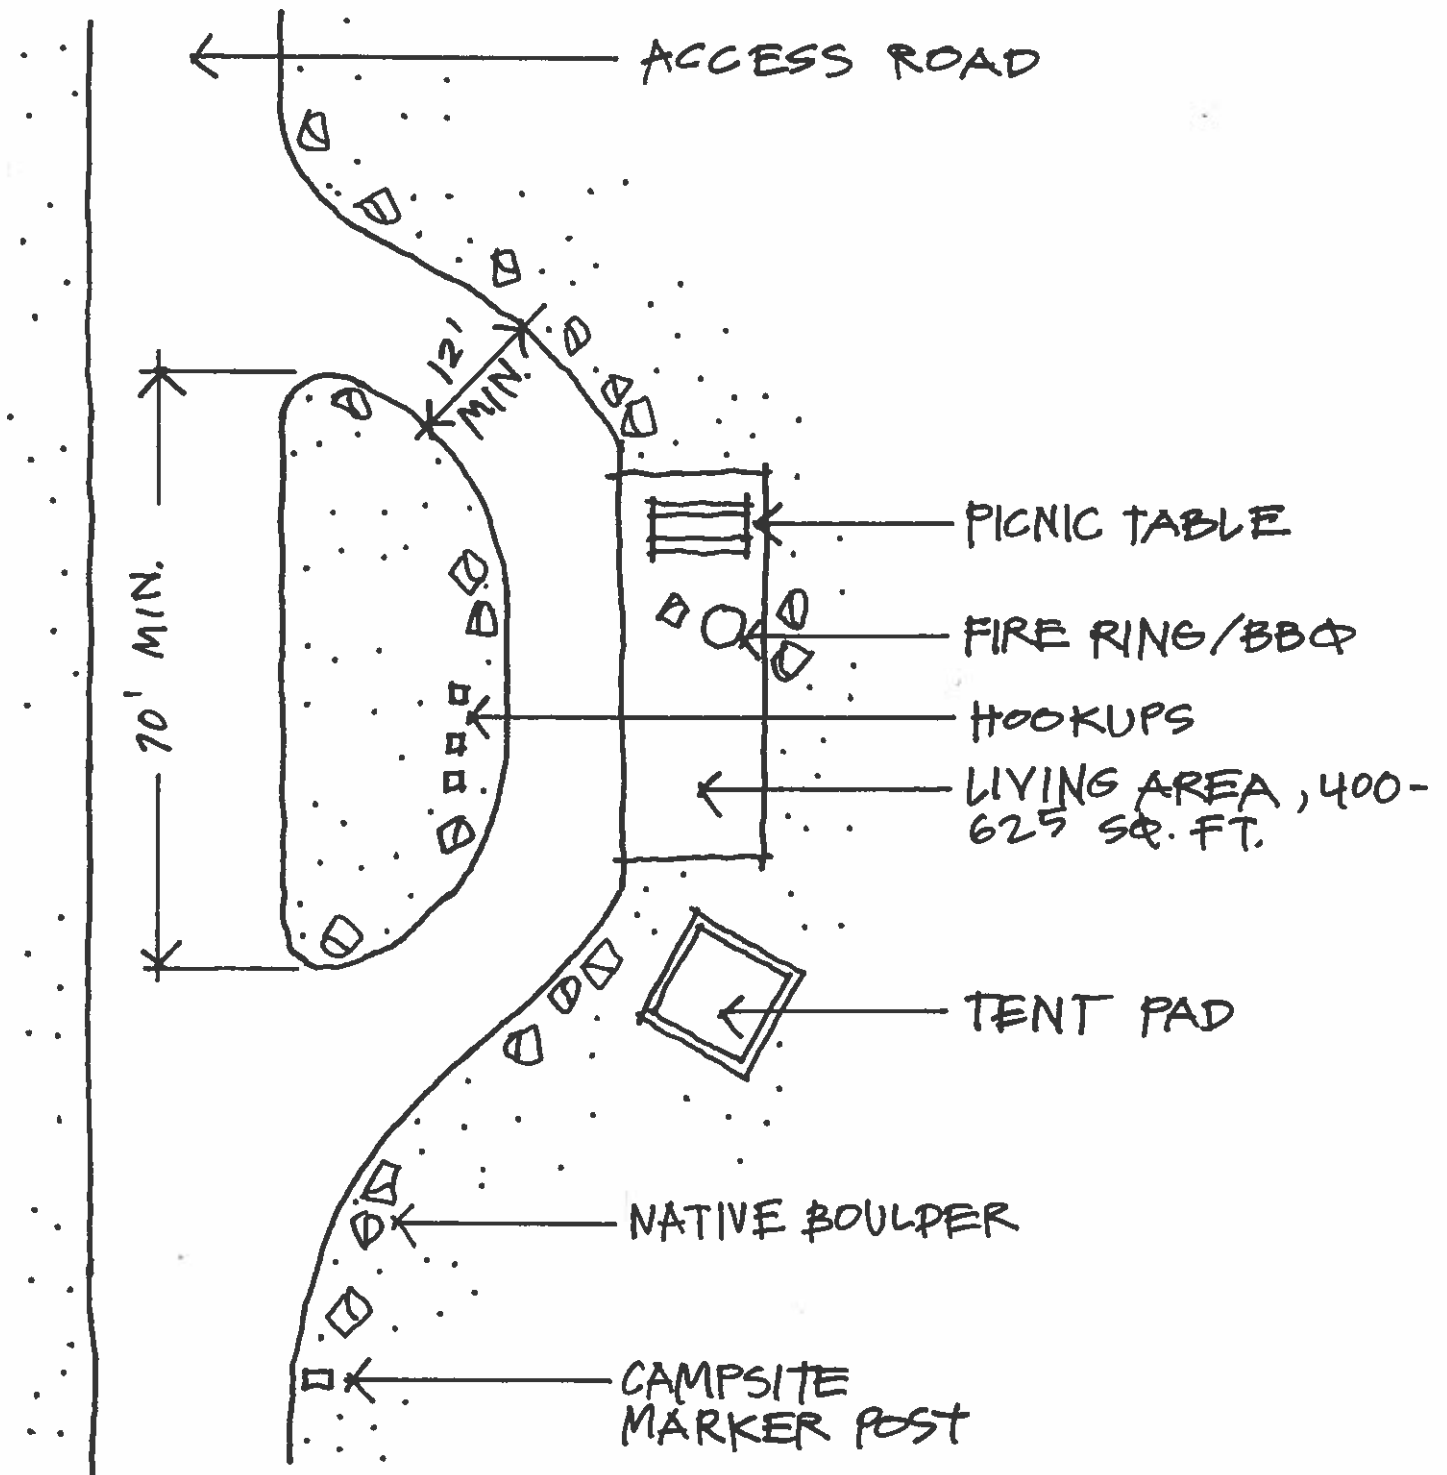 ACCESS ROAD
12'
MIN.
PICNIC TABLE
70' MIN.
FIRE RING/BBQ
HOOKUPS
LIVING AREA, 400-
625 SQ. FT.
TENT PAD
NATIVE BOULDER
CAMPSITE
MARKER POST